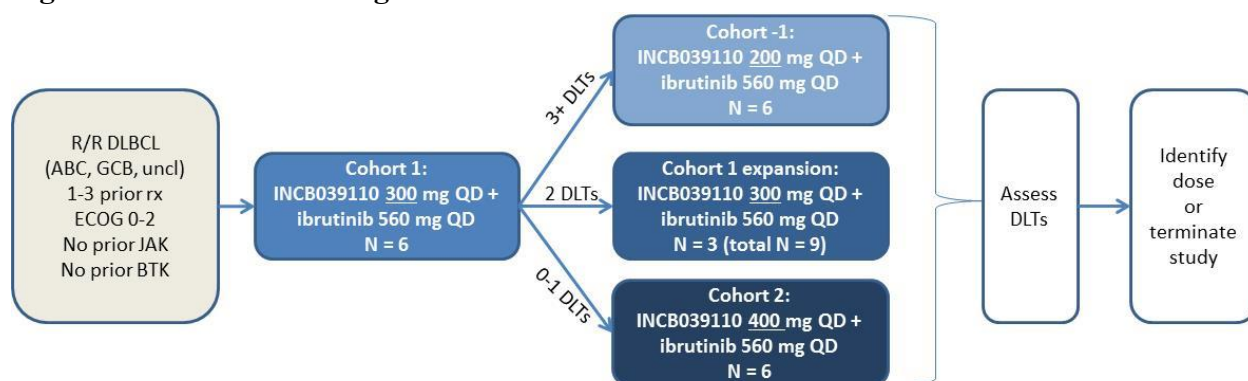 R/R DLBCL
(ABC, GCB, uncl)
1-3 prior rx
ECOG 0-2
No prior JAK
No prior BTK
Cohort 1:
INCB039110 300 mg QD +
ibrutinib 560 mg QD
N = 6
3+ DLTs
2 DLTs
0-1 DLTs
Cohort -1:
INCB039110 200 mg QD +
ibrutinib 560 mg QD
N = 6
Cohort 1 expansion:
INCB039110 300 mg QD +
ibrutinib 560 mg QD
N = 3 (total N = 9)
Cohort 2:
INCB039110 400 mg QD +
ibrutinib 560 mg QD
N = 6
Assess
DLTs
Identify
dose
or
terminate
study